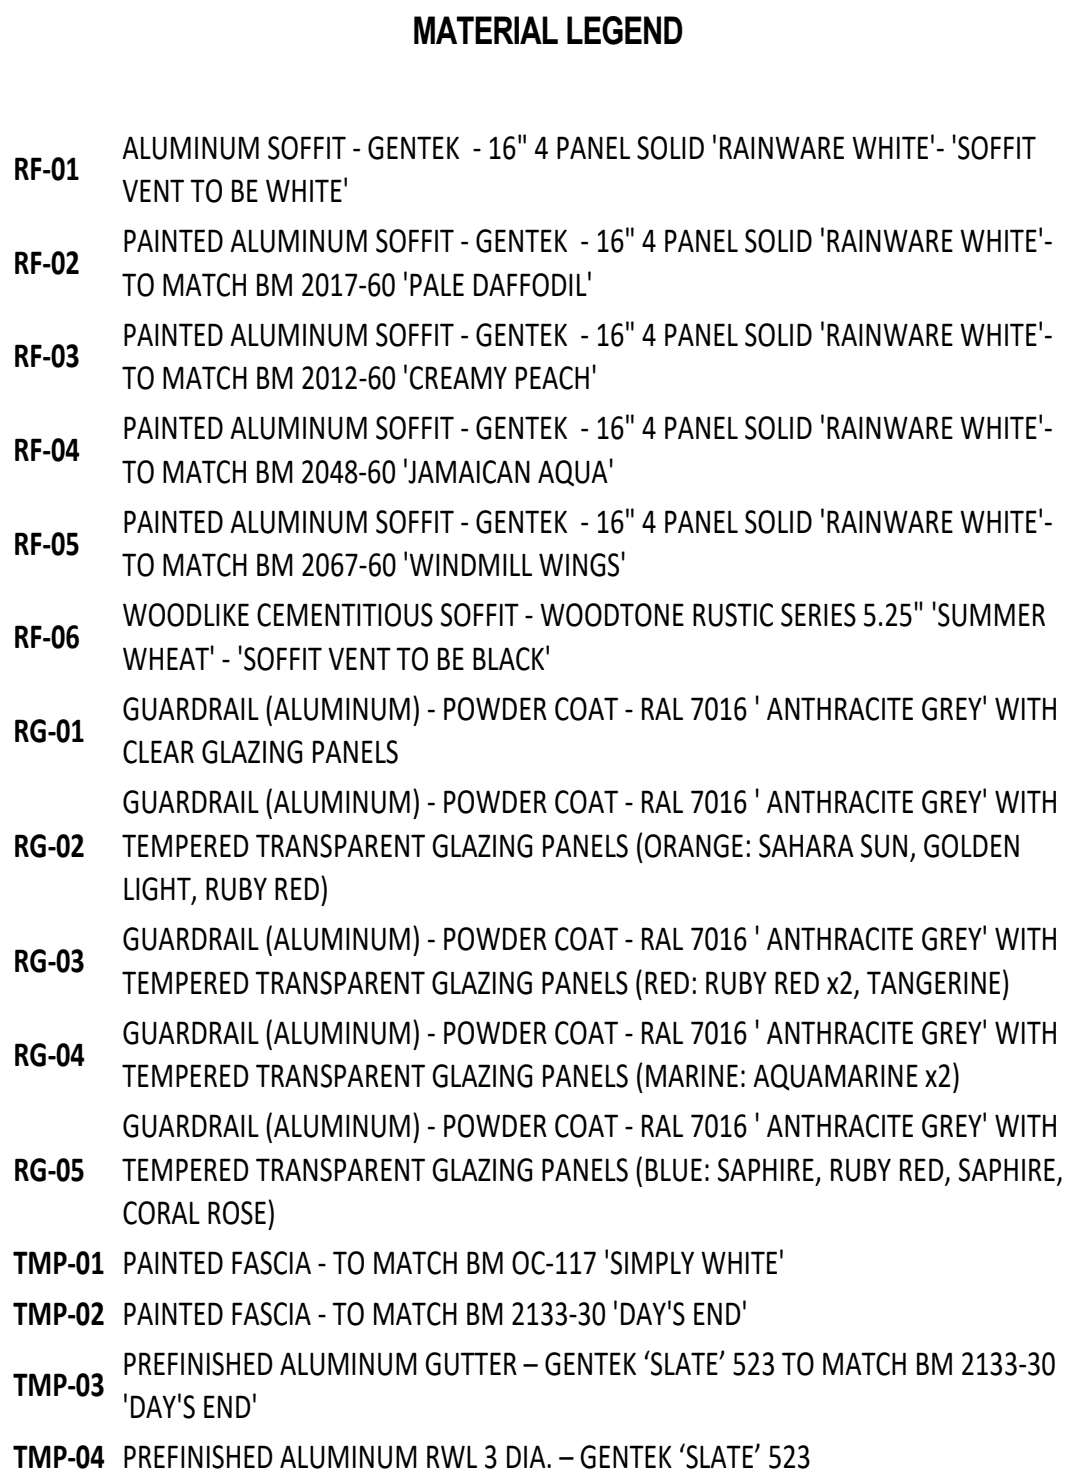 MATERIAL LEGEND
RF-01 ALUMINUM SOFFIT - GENTEK  - 16" 4 PANEL SOLID 'RAINWARE WHITE'- 'SOFFIT
VENT TO BE WHITE'
RF-02 PAINTED ALUMINUM SOFFIT - GENTEK  - 16" 4 PANEL SOLID 'RAINWARE WHITE'-
TO MATCH BM 2017-60 'PALE DAFFODIL'
RF-03 PAINTED ALUMINUM SOFFIT - GENTEK  - 16" 4 PANEL SOLID 'RAINWARE WHITE'-
TO MATCH BM 2012-60 'CREAMY PEACH'
RF-04 PAINTED ALUMINUM SOFFIT - GENTEK  - 16" 4 PANEL SOLID 'RAINWARE WHITE'-
TO MATCH BM 2048-60 'JAMAICAN AQUA'
RF-05 PAINTED ALUMINUM SOFFIT - GENTEK  - 16" 4 PANEL SOLID 'RAINWARE WHITE'-
TO MATCH BM 2067-60 'WINDMILL WINGS'
RF-06 WOODLIKE CEMENTITIOUS SOFFIT - WOODTONE RUSTIC SERIES 5.25" 'SUMMER
WHEAT' - 'SOFFIT VENT TO BE BLACK'
RG-01 GUARDRAIL (ALUMINUM) - POWDER COAT - RAL 7016 ' ANTHRACITE GREY' WITH
CLEAR GLAZING PANELS
GUARDRAIL (ALUMINUM) - POWDER COAT - RAL 7016 ' ANTHRACITE GREY' WITH
RG-02 TEMPERED TRANSPARENT GLAZING PANELS (ORANGE: SAHARA SUN, GOLDEN
LIGHT, RUBY RED)
RG-03 GUARDRAIL (ALUMINUM) - POWDER COAT - RAL 7016 ' ANTHRACITE GREY' WITH
TEMPERED TRANSPARENT GLAZING PANELS (RED: RUBY RED x2, TANGERINE)
RG-04 GUARDRAIL (ALUMINUM) - POWDER COAT - RAL 7016 ' ANTHRACITE GREY' WITH
TEMPERED TRANSPARENT GLAZING PANELS (MARINE: AQUAMARINE x2)
GUARDRAIL (ALUMINUM) - POWDER COAT - RAL 7016 ' ANTHRACITE GREY' WITH
RG-05 TEMPERED TRANSPARENT GLAZING PANELS (BLUE: SAPHIRE, RUBY RED, SAPHIRE,
CORAL ROSE)
TMP-01 PAINTED FASCIA - TO MATCH BM OC-117 'SIMPLY WHITE'
TMP-02 PAINTED FASCIA - TO MATCH BM 2133-30 'DAY'S END'
TMP-03 PREFINISHED ALUMINUM GUTTER – GENTEK ‘SLATE’ 523 TO MATCH BM 2133-30
'DAY'S END'
TMP-04 PREFINISHED ALUMINUM RWL 3 DIA. – GENTEK ‘SLATE’ 523